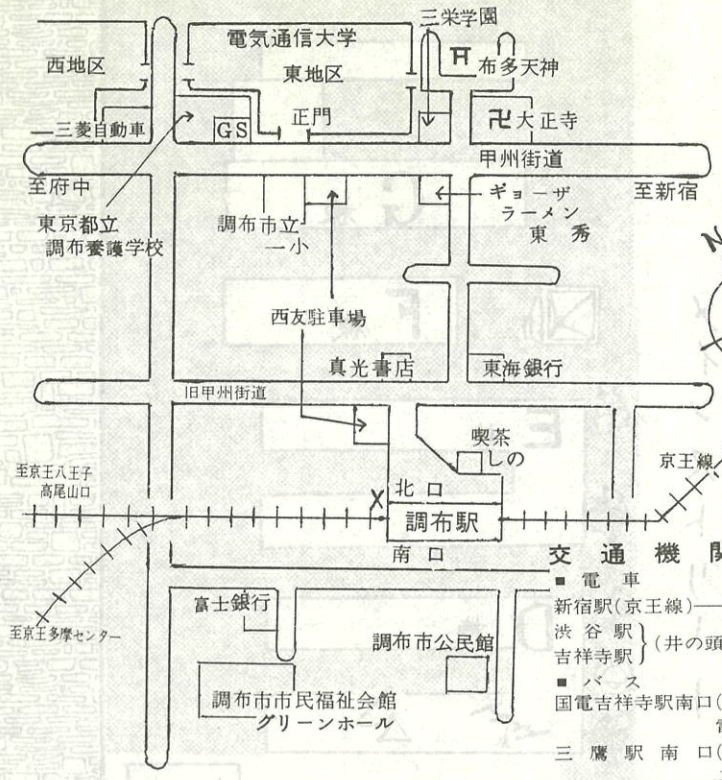 三栄学園
電気通信大学
布多天神
西地区
東地区
正門
卍大正寺
三菱自動車
GS
甲州街道
至府中
至新宿
ギョーザ
ラーメン
東秀
東京都立
調布養護学校
調布市立
一小
N
西友駐車場
真光書店
東海銀行
旧甲州街道
喫茶
しの
京王線
至京王八王子
高尾山口
北口
調布駅
南口
至京王多摩センター
富士銀行
調布市公民館
調布市市民福祉会館
グリーンホール
交通機関
■ 電車
新宿駅(京王線)―
渋谷駅
吉祥寺駅
} (井の頭
■ バス
国電吉祥寺駅南口(
三鷹駅南口(